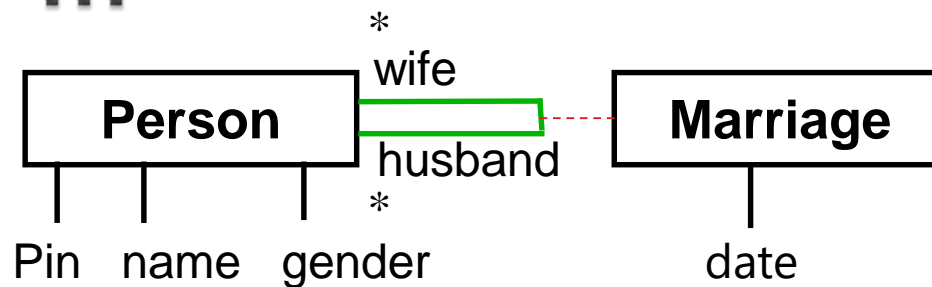 *
wife
Person
Marriage
husband
*
Pin name gender
date